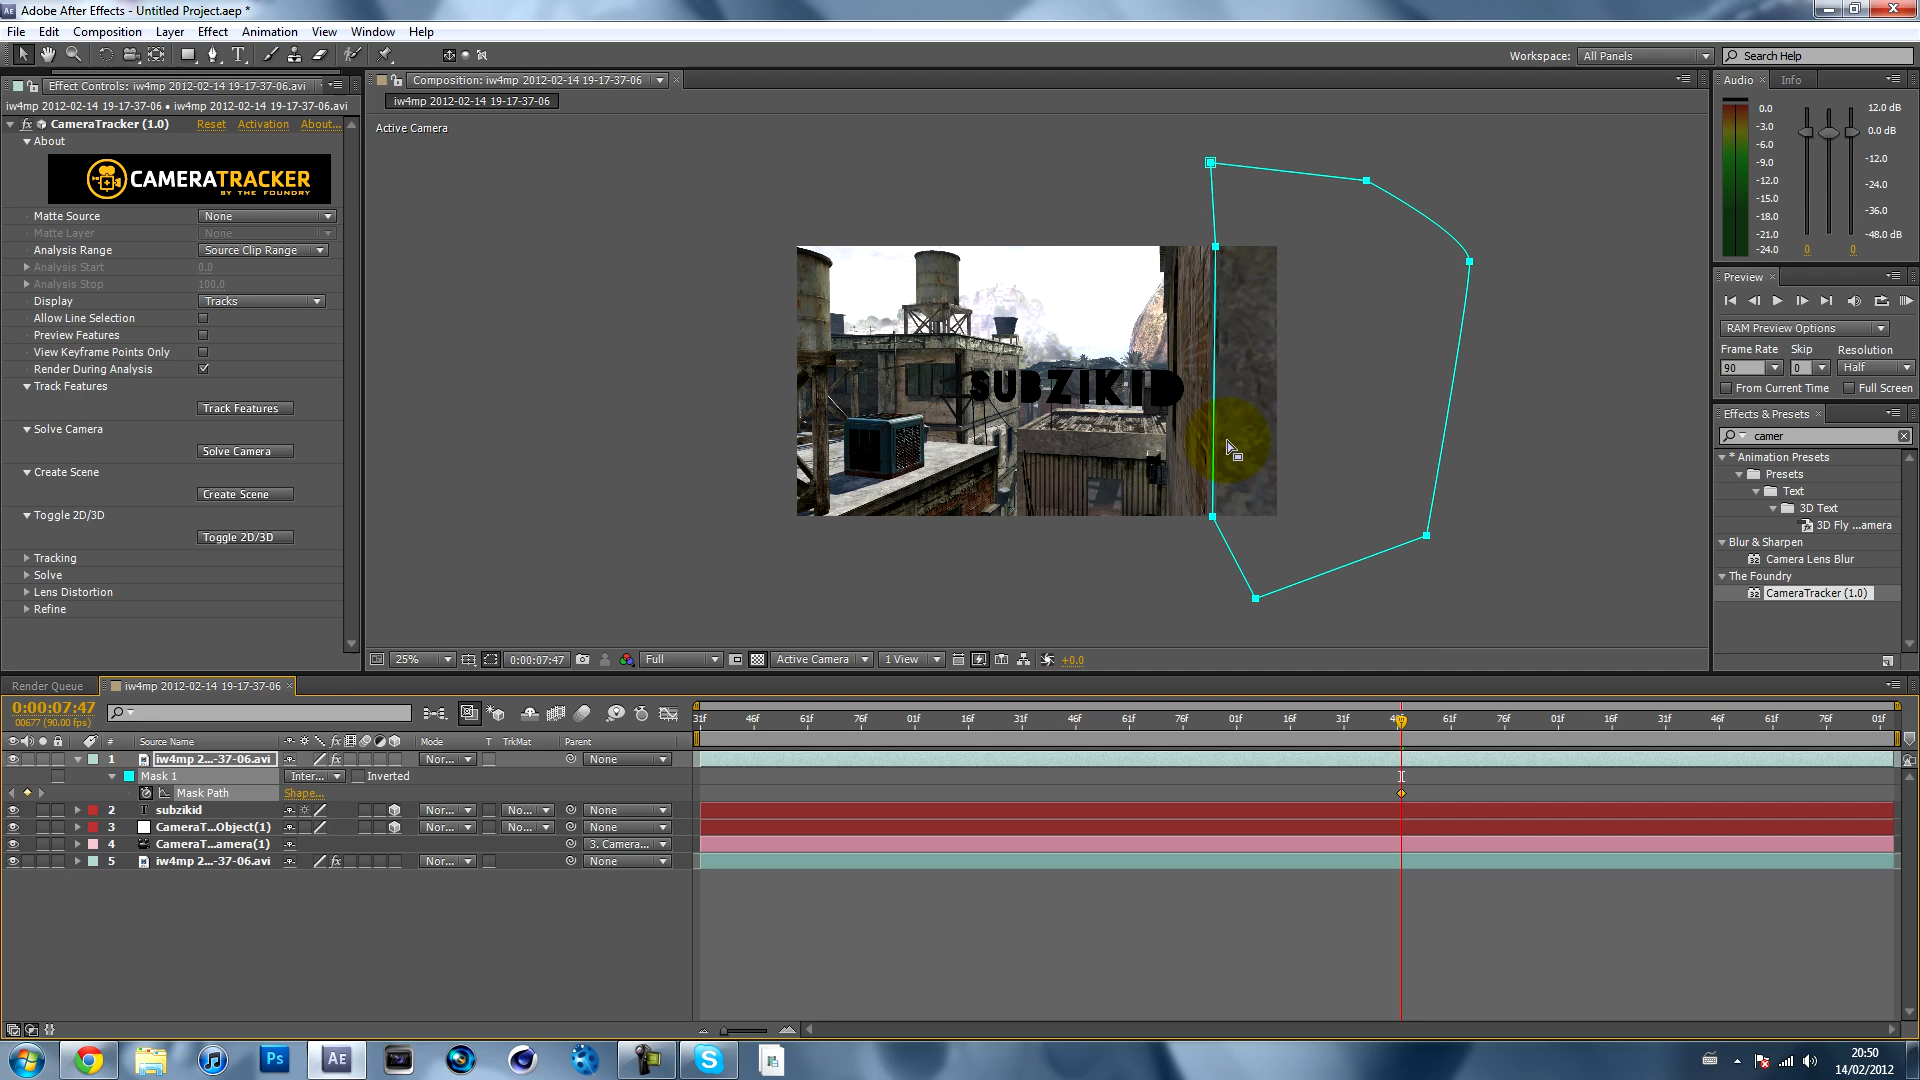 Adobe After Effects - Untitled Project.aep *
File Edit Composition Layer Effect Animation View Window Help
Workspace: All Panels
Search Help
Effect Controls: iw4mp 2012-02-14 19-17-37-06.avi
iw4mp 2012-02-14 19-17-37-06 • iw4mp 2012-02-14 19-17-37-06.avi
fx CameraTracker (1.0) Reset Activation About...
About
CAMERATRACKER
BY THE FOUNDRY
Matte Source None
Matte Layer None
Analysis Range Source Clip Range
Analysis Start 0.0
Analysis Stop 100.0
Display Tracks
Allow Line Selection
Preview Features
View Keyframe Points Only
Render During Analysis
Track Features
Track Features
Solve Camera
Solve Camera
Create Scene
Create Scene
Toggle 2D/3D
Toggle 2D/3D
Tracking
Solve
Lens Distortion
Refine
Composition: iw4mp 2012-02-14 19-17-37-06
iw4mp 2012-02-14 19-17-37-06
Active Camera
SUBZIKID
25% 0:00:07:47 Full Active Camera 1 View +0.0
Audio Info
0.0
-3.0
-6.0
-9.0
-12.0
-15.0
-18.0
-21.0
-24.0
12.0 dB
0.0 dB
-12.0
-24.0
-36.0
-48.0 dB
0 0
Preview
RAM Preview Options
Frame Rate Skip Resolution
90 0 Half
From Current Time Full Screen
Effects & Presets
camer
* Animation Presets
Presets
Text
3D Text
3D Fly ...amera
Blur & Sharpen
Camera Lens Blur
The Foundry
CameraTracker (1.0)
Render Queue iw4mp 2012-02-14 19-17-37-06
0:00:07:47
00677 (90.00 fps)
# Source Name fx Mode T TrkMat Parent
31f 46f 61f 76f 01f 16f 31f 46f 61f 76f 01f 16f 31f 61f 76f 01f 16f 31f 46f 61f 76f 01f
1 iw4mp 2...-37-06.avi fx Nor... None
Mask 1 Inter... Inverted
Mask Path Shape...
2 T subzikid Nor... No... None
3 CameraT...Object(1) Nor... No... None
4 CameraT...amera(1) 3. Camera...
5 iw4mp 2...-37-06.avi fx Nor... None
Ps Ae
20:50
14/02/2012